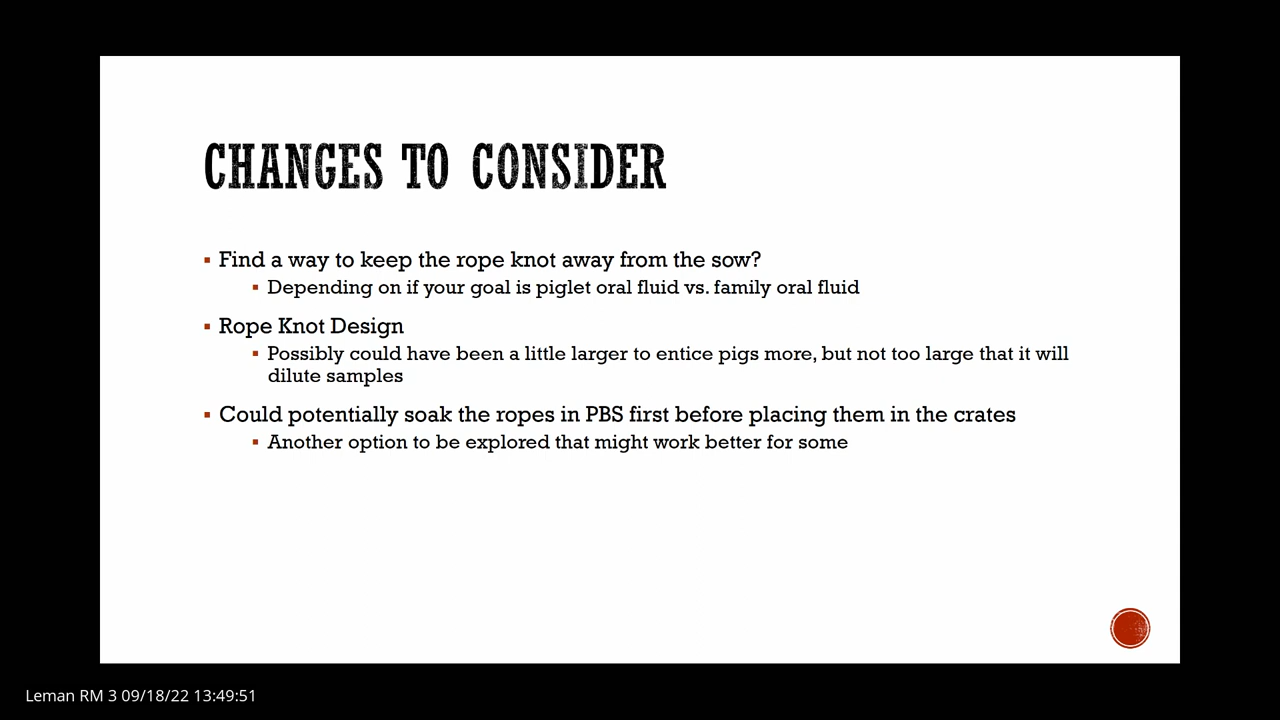 CHANGES TO CONSIDER
Find a way to keep the rope knot away from the sow?
Depending on if your goal is piglet oral fluid vs. family oral fluid
Rope Knot Design
Possibly could have been a little larger to entice pigs more, but not too large that it will
dilute samples
Could potentially soak the ropes in PBS first before placing them in the crates
Another option to be explored that might work better for some
Leman RM 3 09/18/22 13:49:51